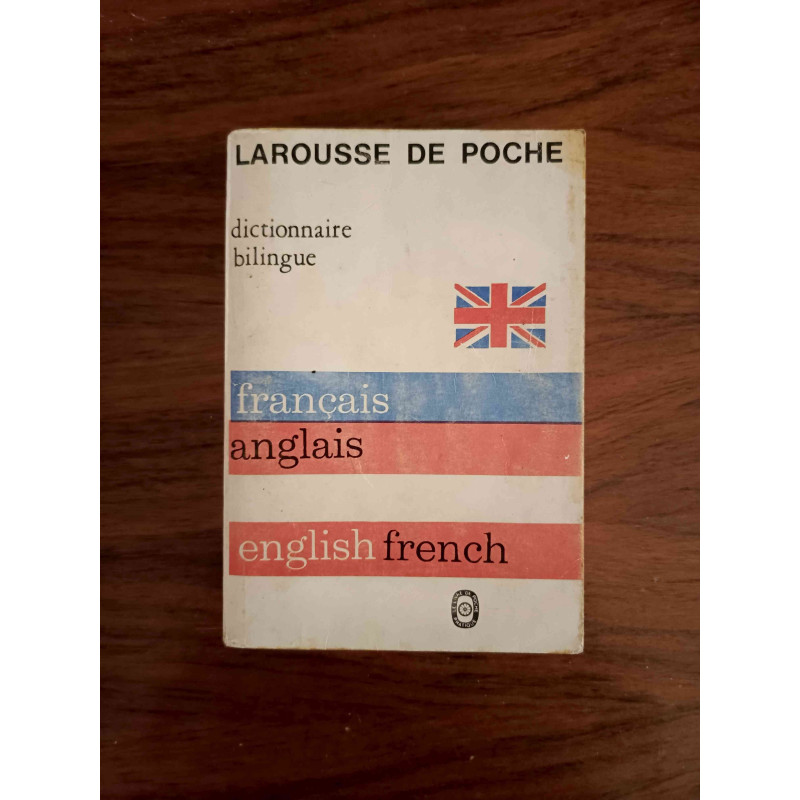 LAROUSSE DE POCHE
dictionnaire
bilingue
français
anglais
english french